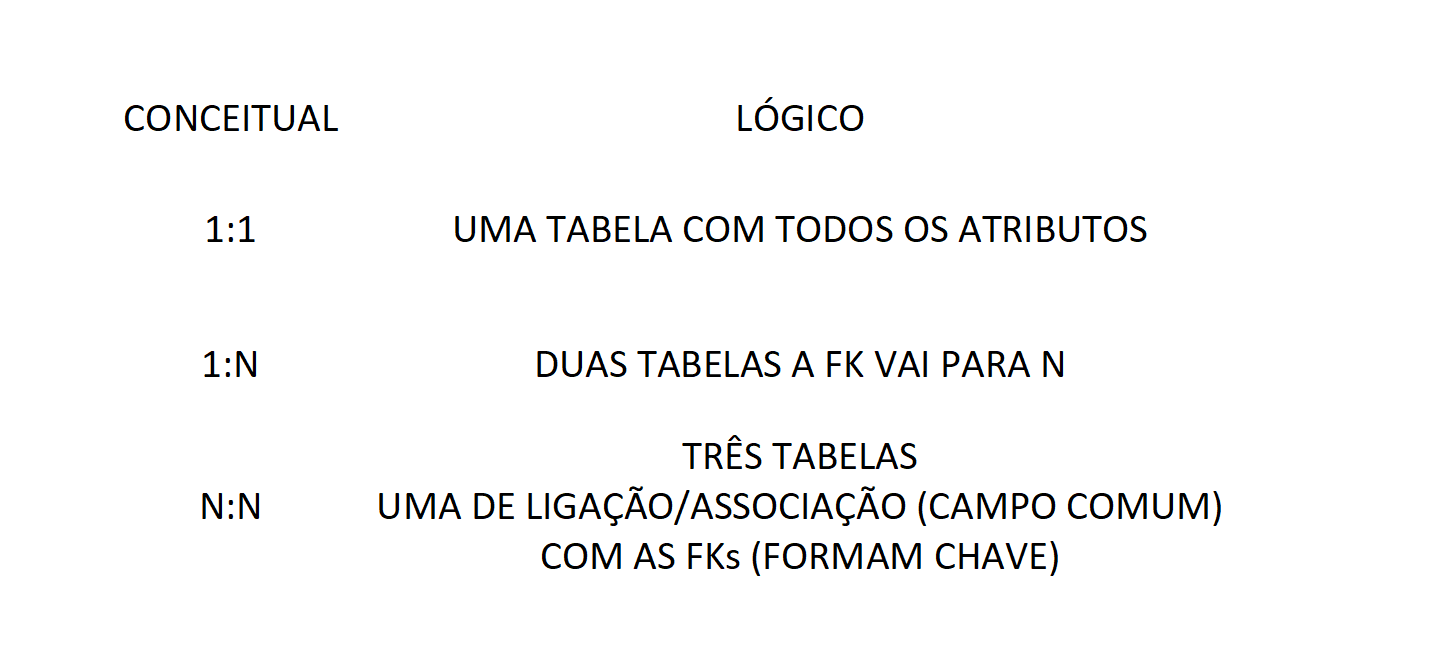 CONCEITUAL LÓGICO
1:1 UMA TABELA COM TODOS OS ATRIBUTOS
1:N DUAS TABELAS A FK VAI PARA N
TRÊS TABELAS
N:N UMA DE LIGAÇÃO/ASSOCIAÇÃO (CAMPO COMUM)
COM AS FKs (FORMAM CHAVE)